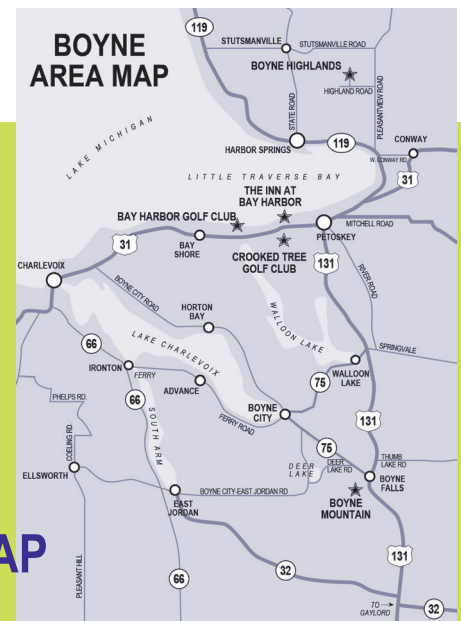 BOYNE
AREA MAP
119
STUTSMANVILLE
STUTSMANVILLE ROAD
BOYNE HIGHLANDS
HIGHLAND ROAD
PLEASANTVIEW ROAD
STATE ROAD
LAKE MICHIGAN
HARBOR SPRINGS
119
CONWAY
W. CONWAY RD.
31
LITTLE TRAVERSE BAY
THE INN AT
BAY HARBOR
BAY HARBOR GOLF CLUB
MITCHELL ROAD
PETOSKEY
31
BAY
SHORE
CROOKED TREE
GOLF CLUB
131
RIVER ROAD
CHARLEVOIX
BOYNE CITY ROAD
HORTON
BAY
WALLOON LAKE
66
LAKE CHARLEVOIX
SPRINGVALE
IRONTON
FERRY
WALLOON
LAKE
75
ADVANCE
66
PHELPS RD.
BOYNE
CITY
FERRY ROAD
131
SOUTH ARM
COELING RD.
75
THUMB
LAKE RD
DEER
LAKE
DEER
LAKE RD
ELLSWORTH
BOYNE
FALLS
BOYNE CITY-EAST JORDAN RD
BOYNE
MOUNTAIN
EAST
JORDAN
AP
PLEASANT HILL
131
66
32
TO
GAYLORD
32